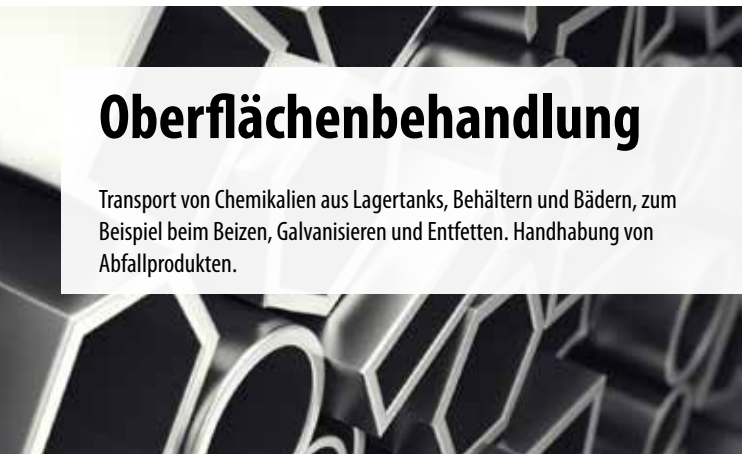 Oberflächenbehandlung
Transport von Chemikalien aus Lagertanks, Behältern und Bädern, zum
Beispiel beim Beizen, Galvanisieren und Entfetten. Handhabung von
Abfallprodukten.